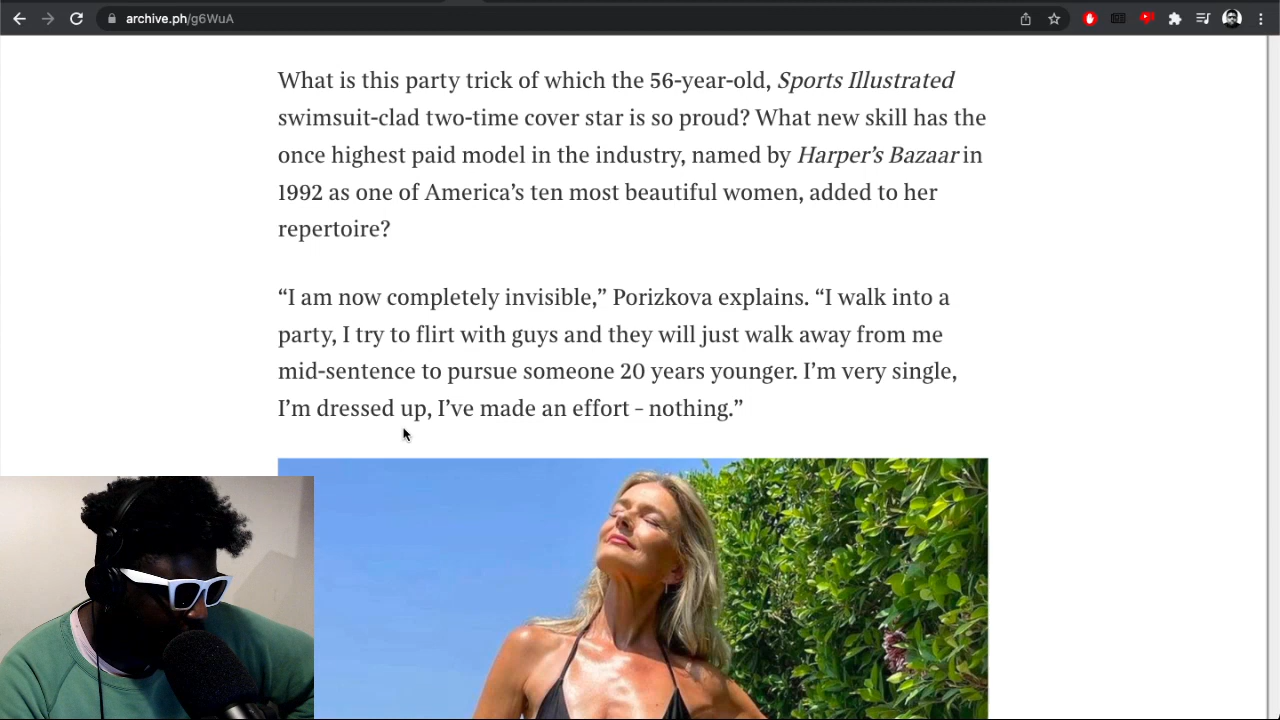 archive.ph/g6WuA
What is this party trick of which the 56-year-old, Sports Illustrated
swimsuit-clad two-time cover star is so proud? What new skill has the
once highest paid model in the industry, named by Harper’s Bazaar in
1992 as one of America’s ten most beautiful women, added to her
repertoire?
“I am now completely invisible,” Porizkova explains. “I walk into a
party, I try to flirt with guys and they will just walk away from me
mid-sentence to pursue someone 20 years younger. I’m very single,
I’m dressed up, I’ve made an effort – nothing.”